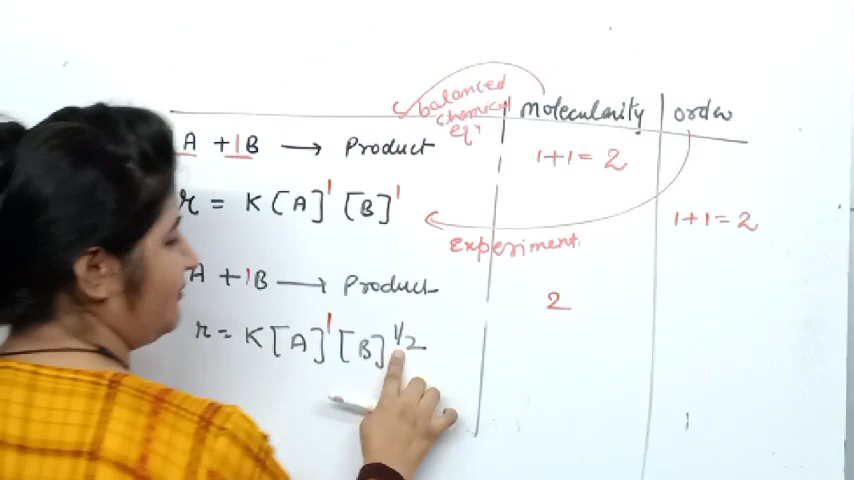 balanced
chemical
eqⁿ
molecularity
order
A + 1B → Product
1+1 = 2
r = K[A]¹ [B]¹
1+1 = 2
Experiment.
A + 1B → Product
2
r = K[A]¹ [B]^1/2